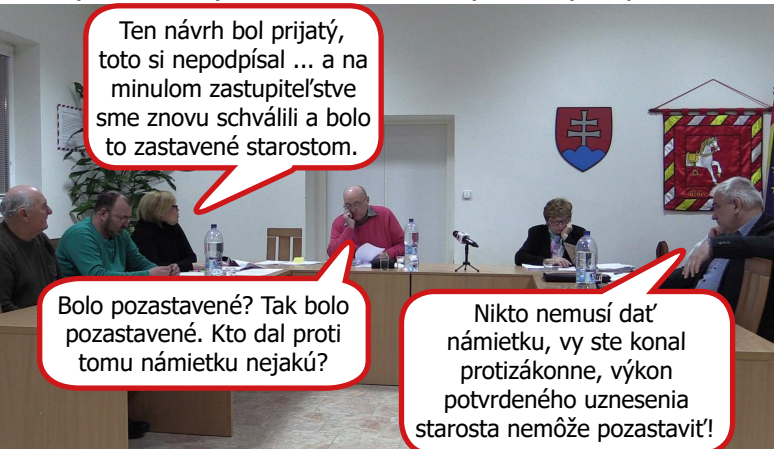 Ten návrh bol prijatý,
toto si nepodpísal ... a na
minulom zastupiteľstve
sme znovu schválili a bolo
to zastavené starostom.
Bolo pozastavené? Tak bolo
pozastavené. Kto dal proti
tomu námietku nejakú?
Nikto nemusí dať
námietku, vy ste konal
protizákonne, výkon
potvrdeného uznesenia
starosta nemôže pozastaviť!